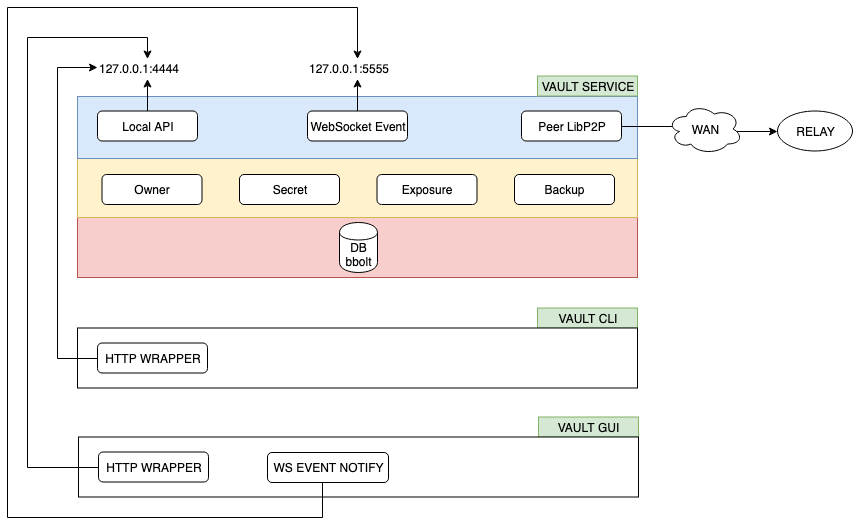 127.0.0.1:4444
127.0.0.1:5555
VAULT SERVICE
Local API
WebSocket Event
Peer LibP2P
WAN
RELAY
Owner
Secret
Exposure
Backup
DB
bbolt
VAULT CLI
HTTP WRAPPER
VAULT GUI
HTTP WRAPPER
WS EVENT NOTIFY